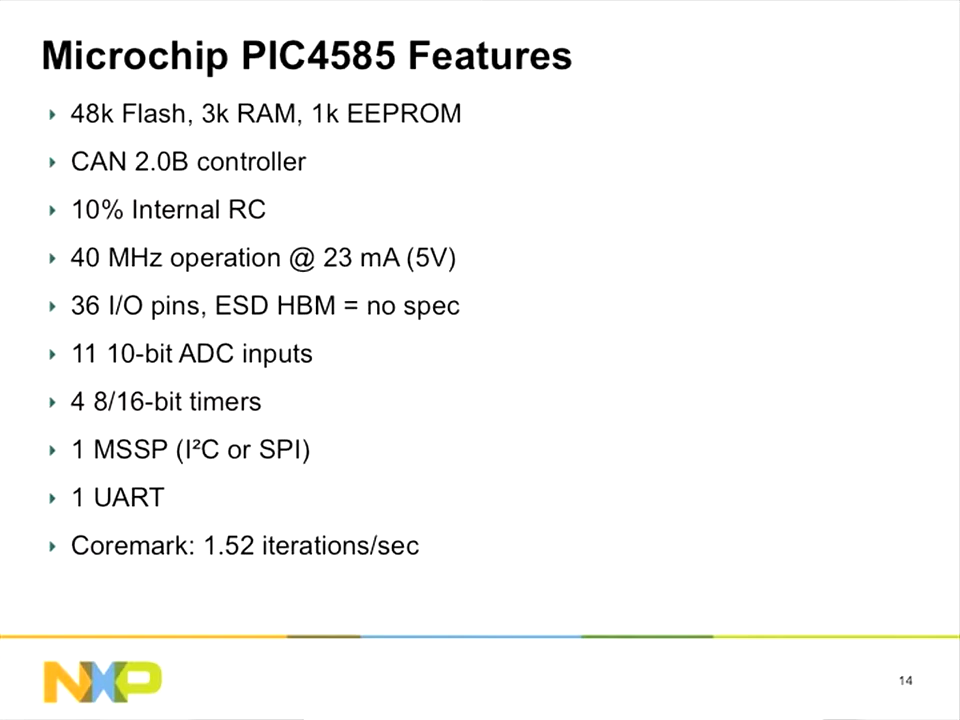 Microchip PIC4585 Features
48k Flash, 3k RAM, 1k EEPROM
CAN 2.0B controller
10% Internal RC
40 MHz operation @ 23 mA (5V)
36 I/O pins, ESD HBM = no spec
11 10-bit ADC inputs
4 8/16-bit timers
1 MSSP (I²C or SPI)
1 UART
Coremark: 1.52 iterations/sec
NXP
14